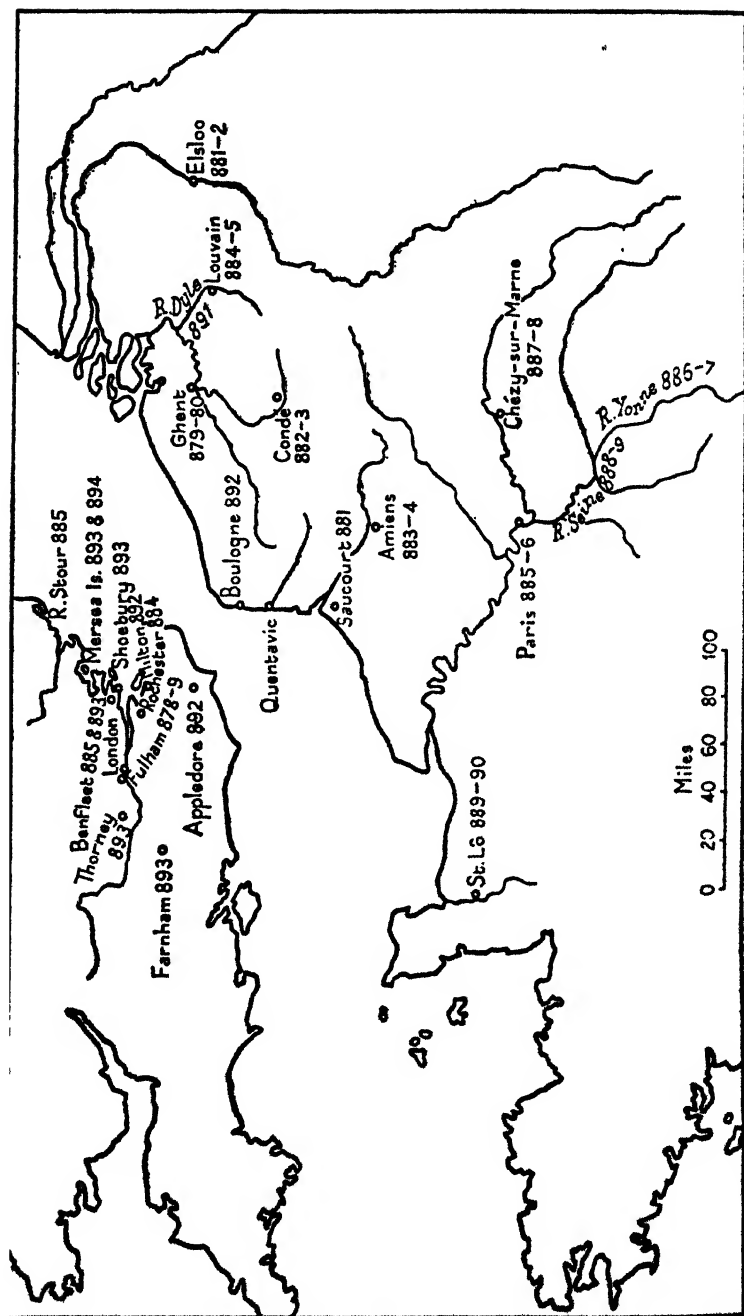 R. Stour 885
Mersea Is. 893 & 894
Shoebury 893
Benfleet 885 & 893
Milton 892
Rochester 884
London
Fulham 878-9
Thorney
893
Appledore 892
Farnham 893
Elsloo
881-2
Louvain
884-5
R. Dyle
891
Ghent
879-80
Condé
882-3
Boulogne 892
Quentavic
Saucourt 881
Amiens
883-4
Chézy-sur-Marne
887-8
R. Yonne 886->
R. Seine 888-9
Paris 885-6
St. Lô 889-90
Miles
0 20 40 60 80 100